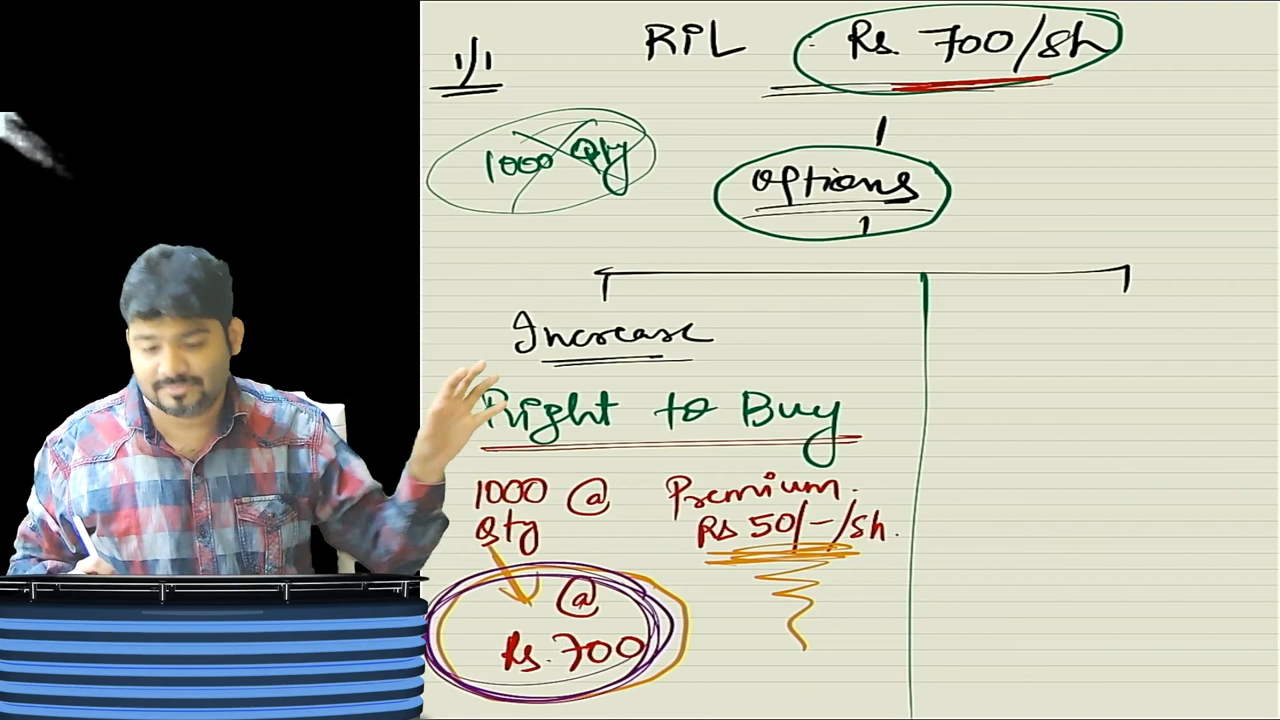 1/1
RiL Rs. 700/sh
1000 Qty
options
Increase
Right to Buy
1000 @
Qty
Premium.
Rs 50/-/sh.
@
Rs. 700